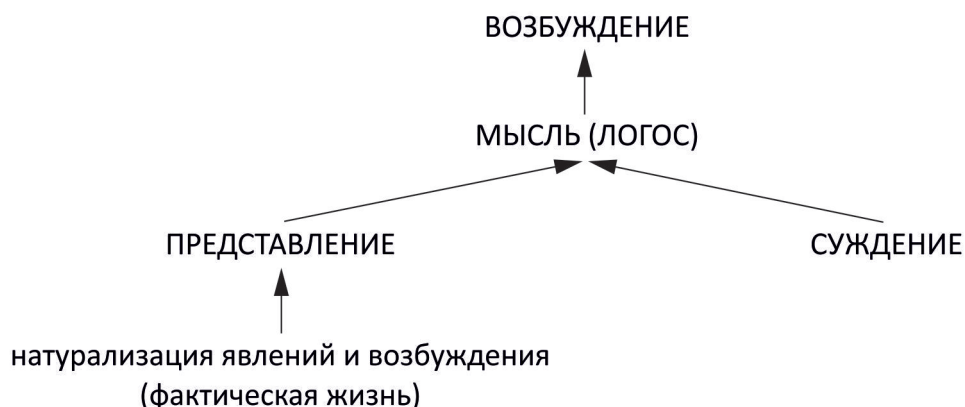 ВОЗБУЖДЕНИЕ
МЫСЛЬ (ЛОГОС)
ПРЕДСТАВЛЕНИЕ
СУЖДЕНИЕ
натурализация явлений и возбуждения
(фактическая жизнь)